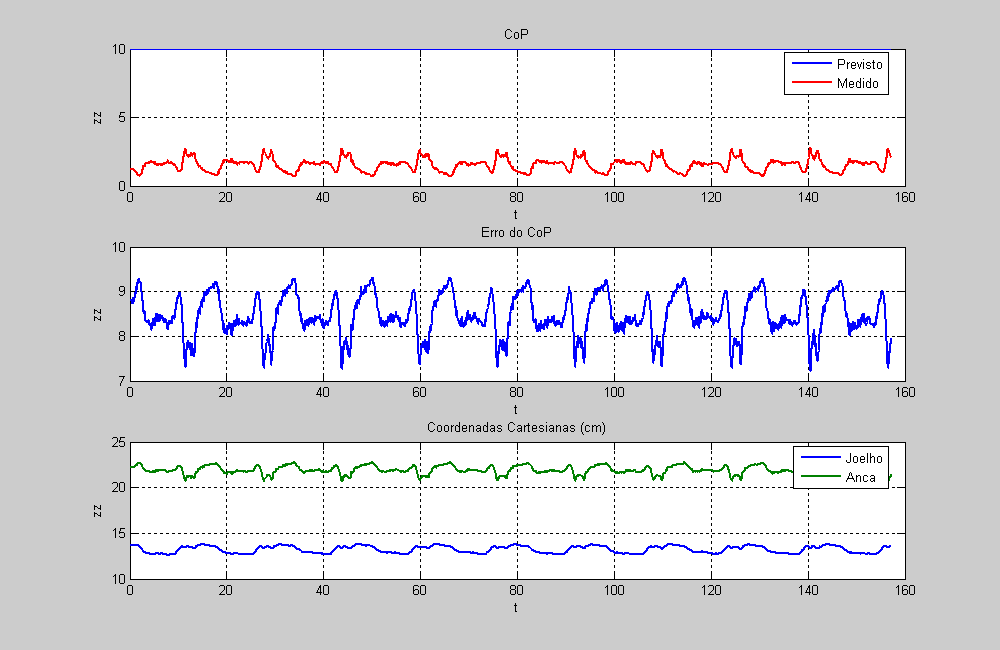 CoP
10
5
0
zz
Previsto
Medido
0 20 40 60 80 100 120 140 160
t
Erro do CoP
10
9
8
7
zz
0 20 40 60 80 100 120 140 160
t
Coordenadas Cartesianas (cm)
25
20
15
10
zz
Joelho
Anca
0 20 40 60 80 100 120 140 160
t